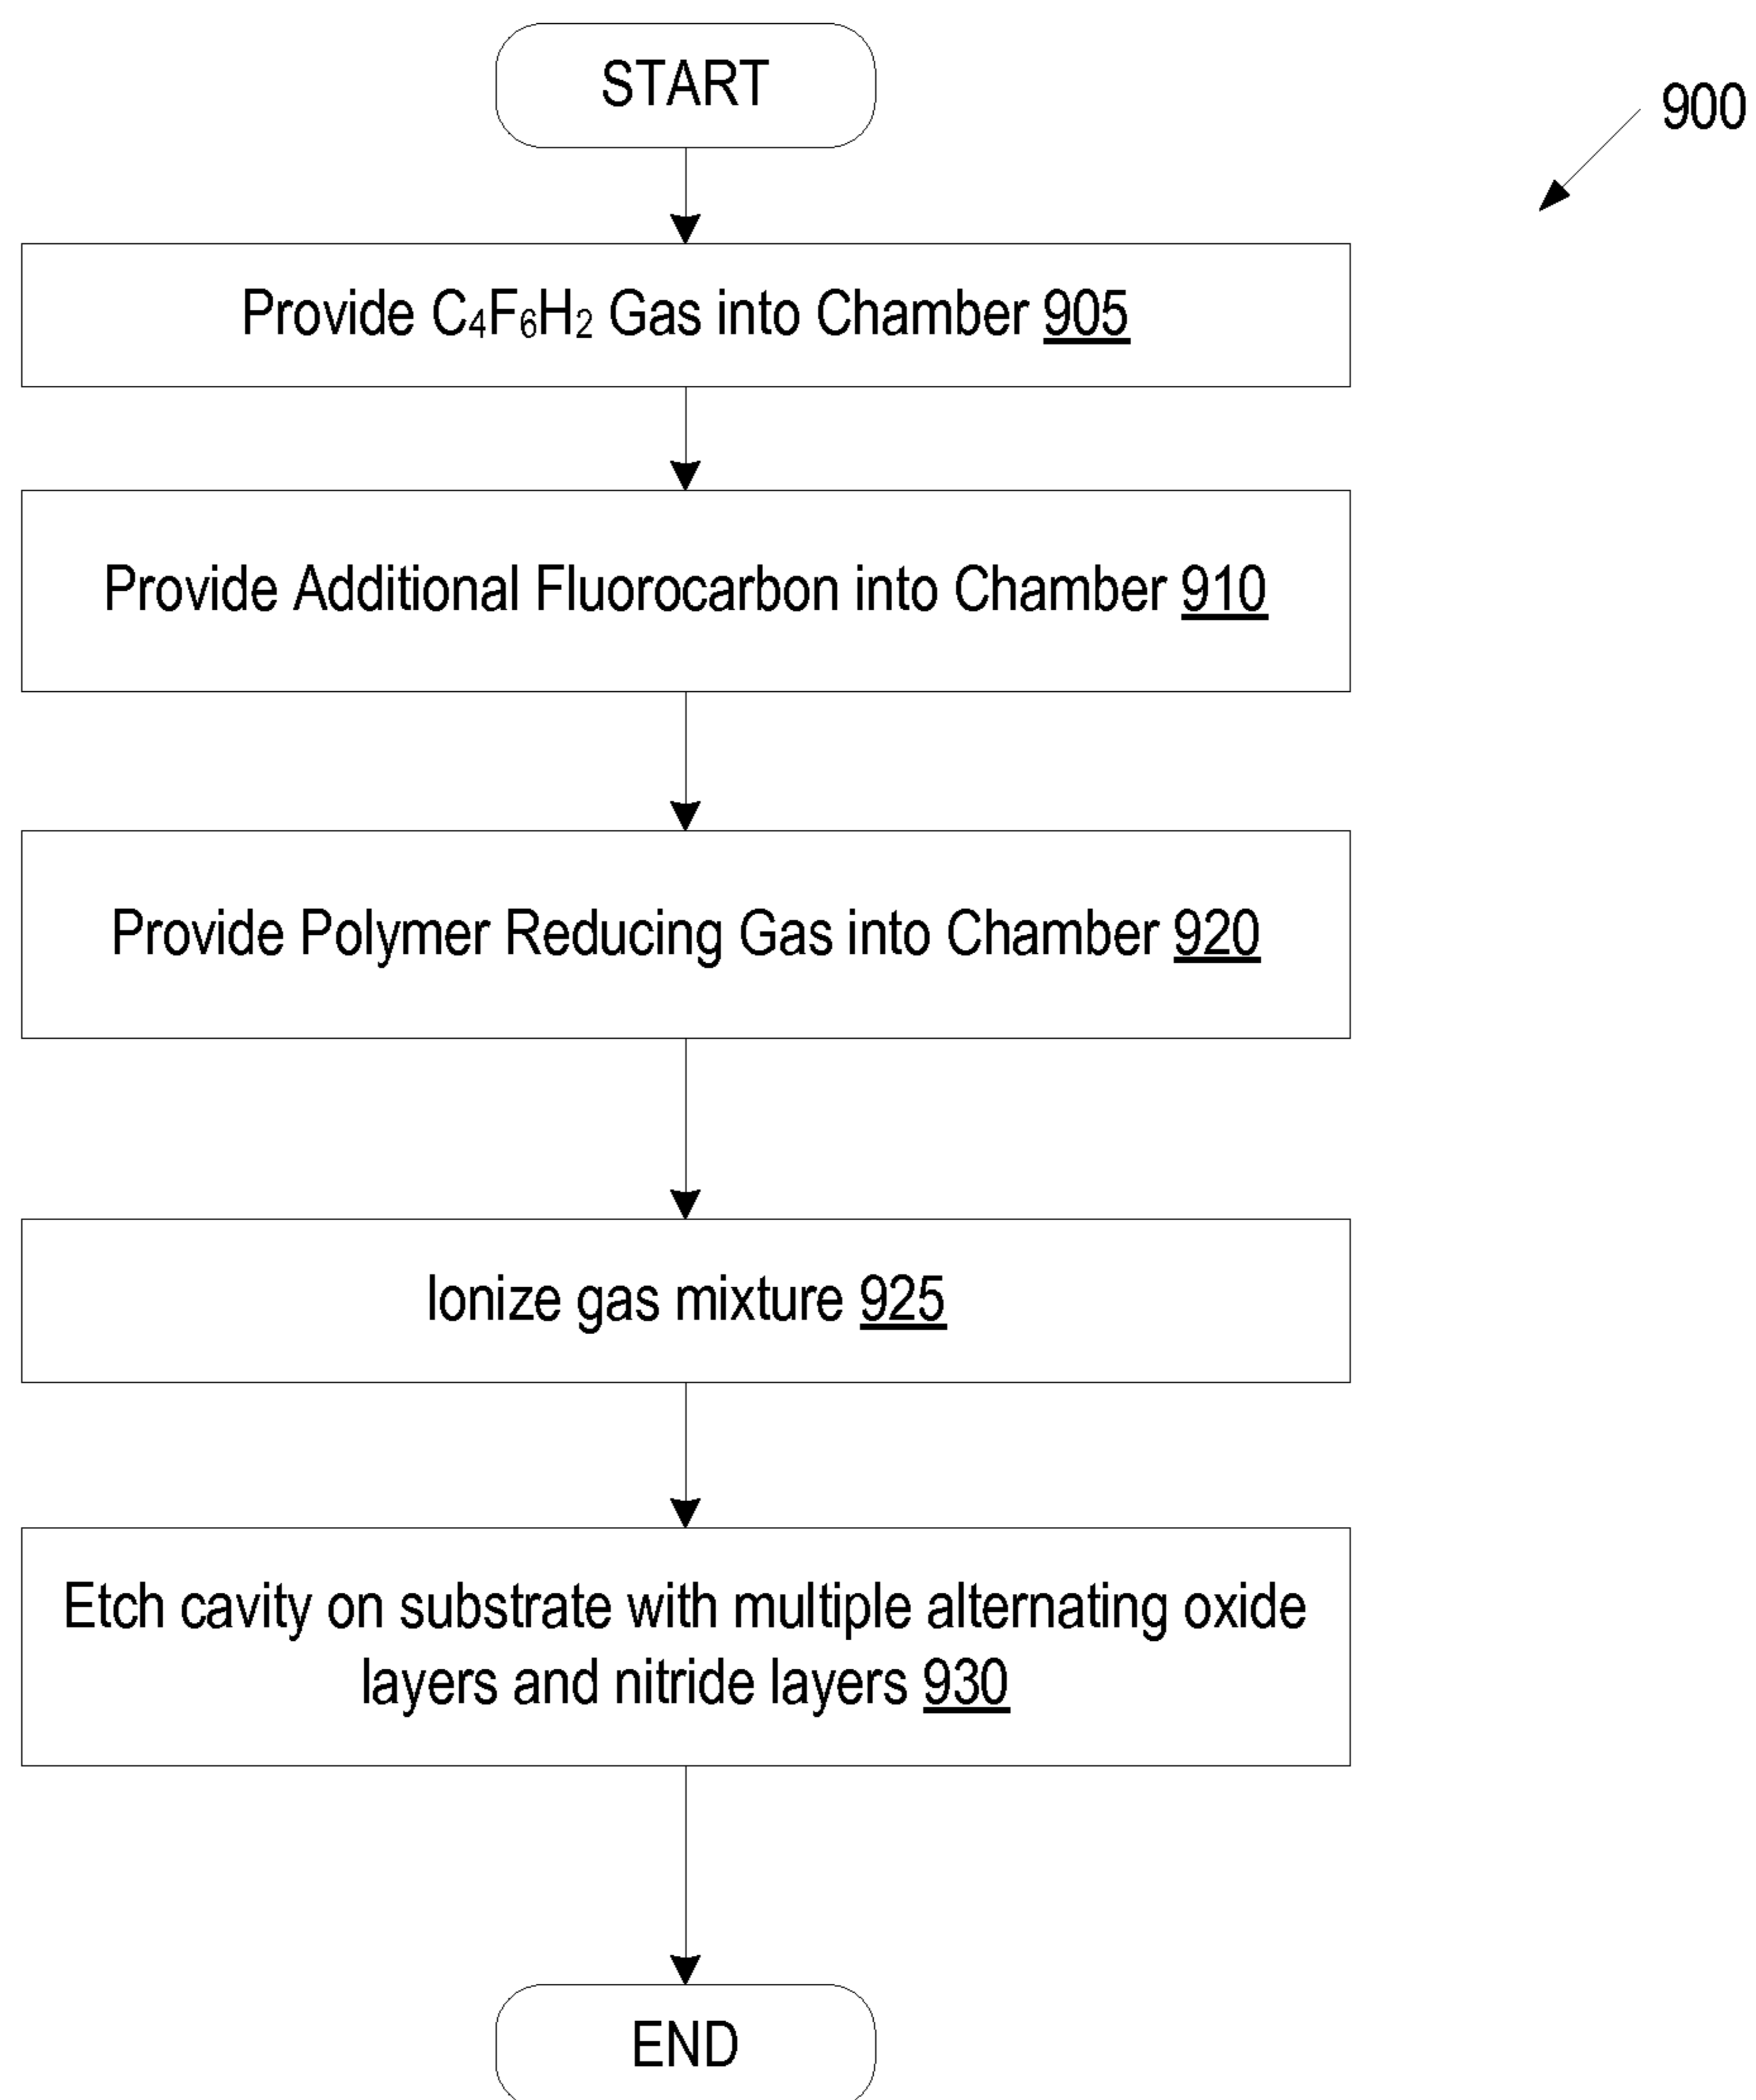 START
900
Provide C₄F₆H₂ Gas into Chamber 905
Provide Additional Fluorocarbon into Chamber 910
Provide Polymer Reducing Gas into Chamber 920
Ionize gas mixture 925
Etch cavity on substrate with multiple alternating oxide
layers and nitride layers 930
END